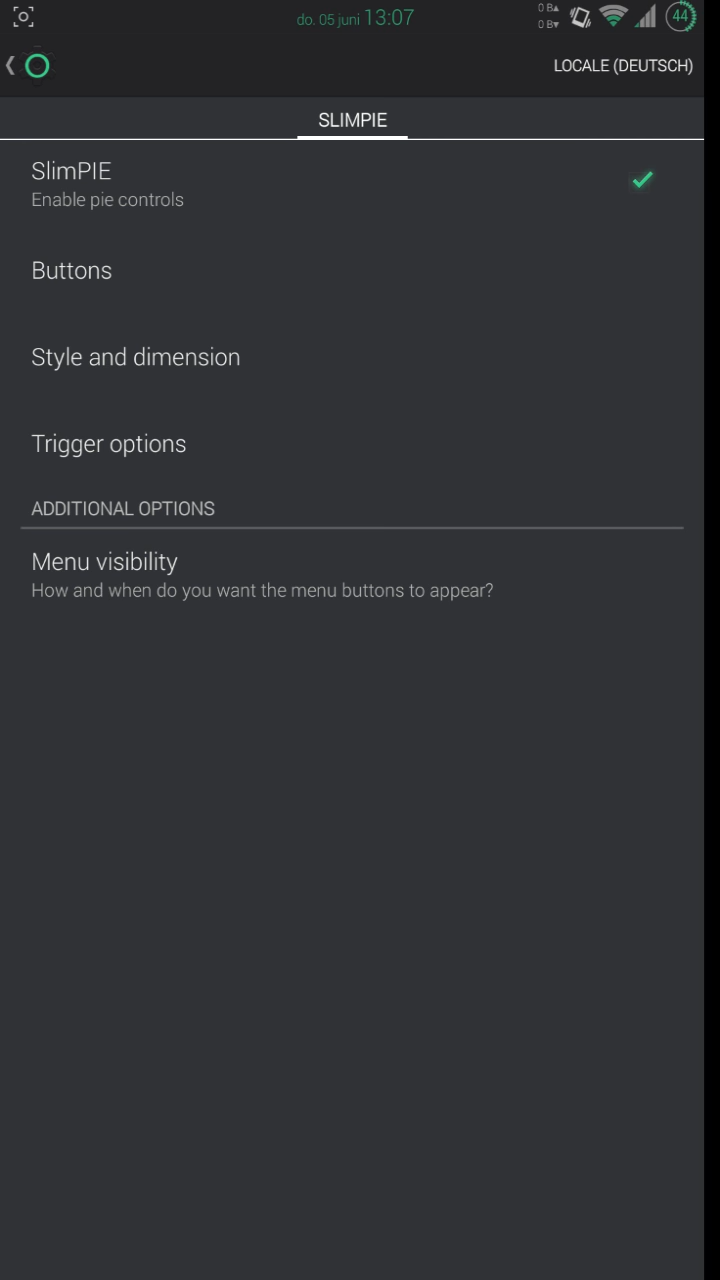 do. 05 juni 13:07
0 B▲
0 B▼
44
LOCALE (DEUTSCH)
SLIMPIE
SlimPIE
Enable pie controls
Buttons
Style and dimension
Trigger options
ADDITIONAL OPTIONS
Menu visibility
How and when do you want the menu buttons to appear?